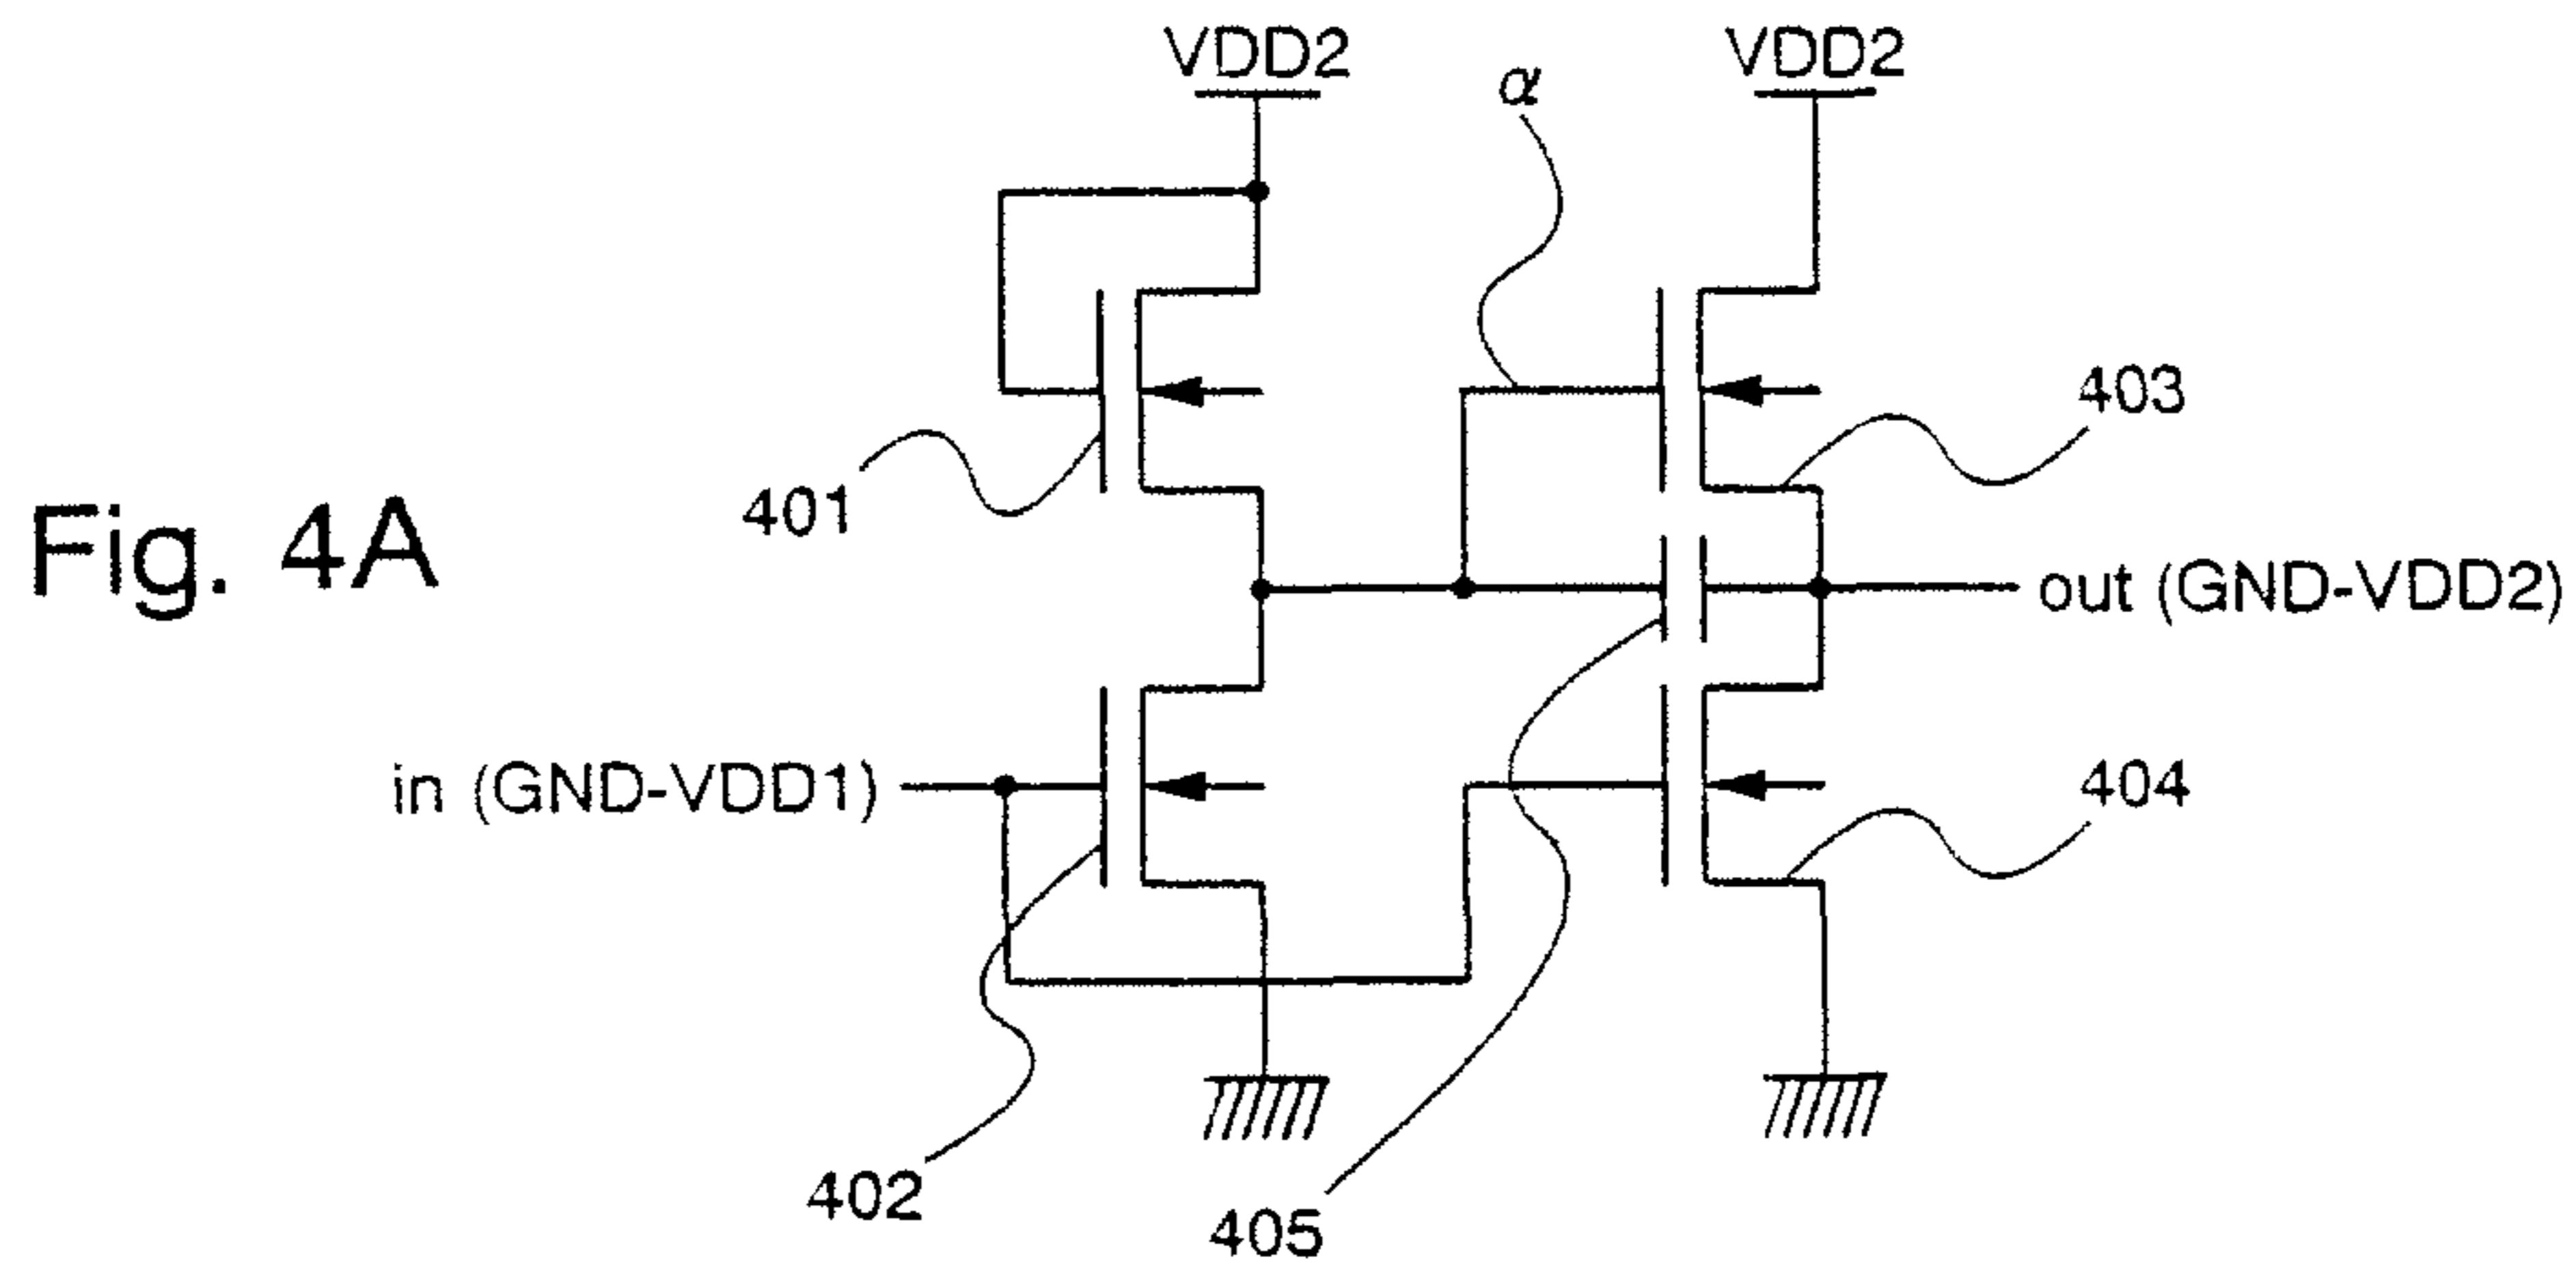 VDD2
VDD2
α
403
401
Fig. 4A
out (GND-VDD2)
in (GND-VDD1)
404
402
405